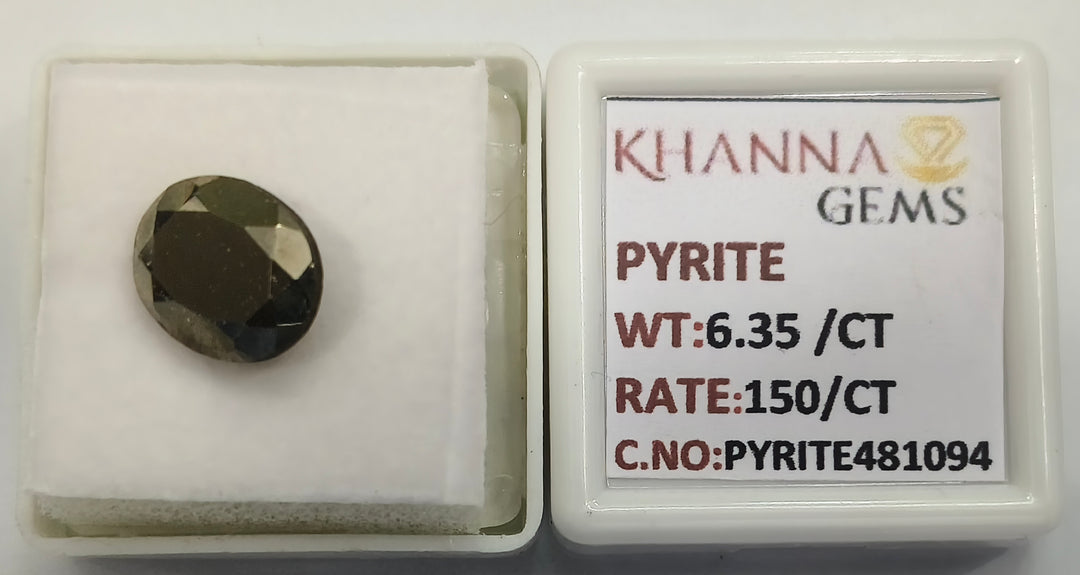 KHANNA
GEMS
PYRITE
WT:6.35 /CT
RATE:150/CT
C.NO:PYRITE481094